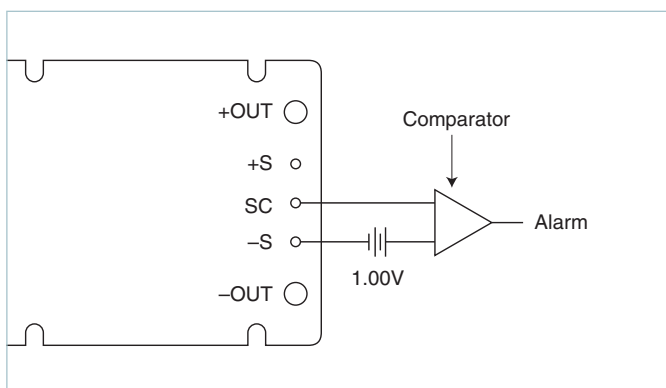 +OUT
Comparator
+S
SC
Alarm
–S
1.00V
–OUT